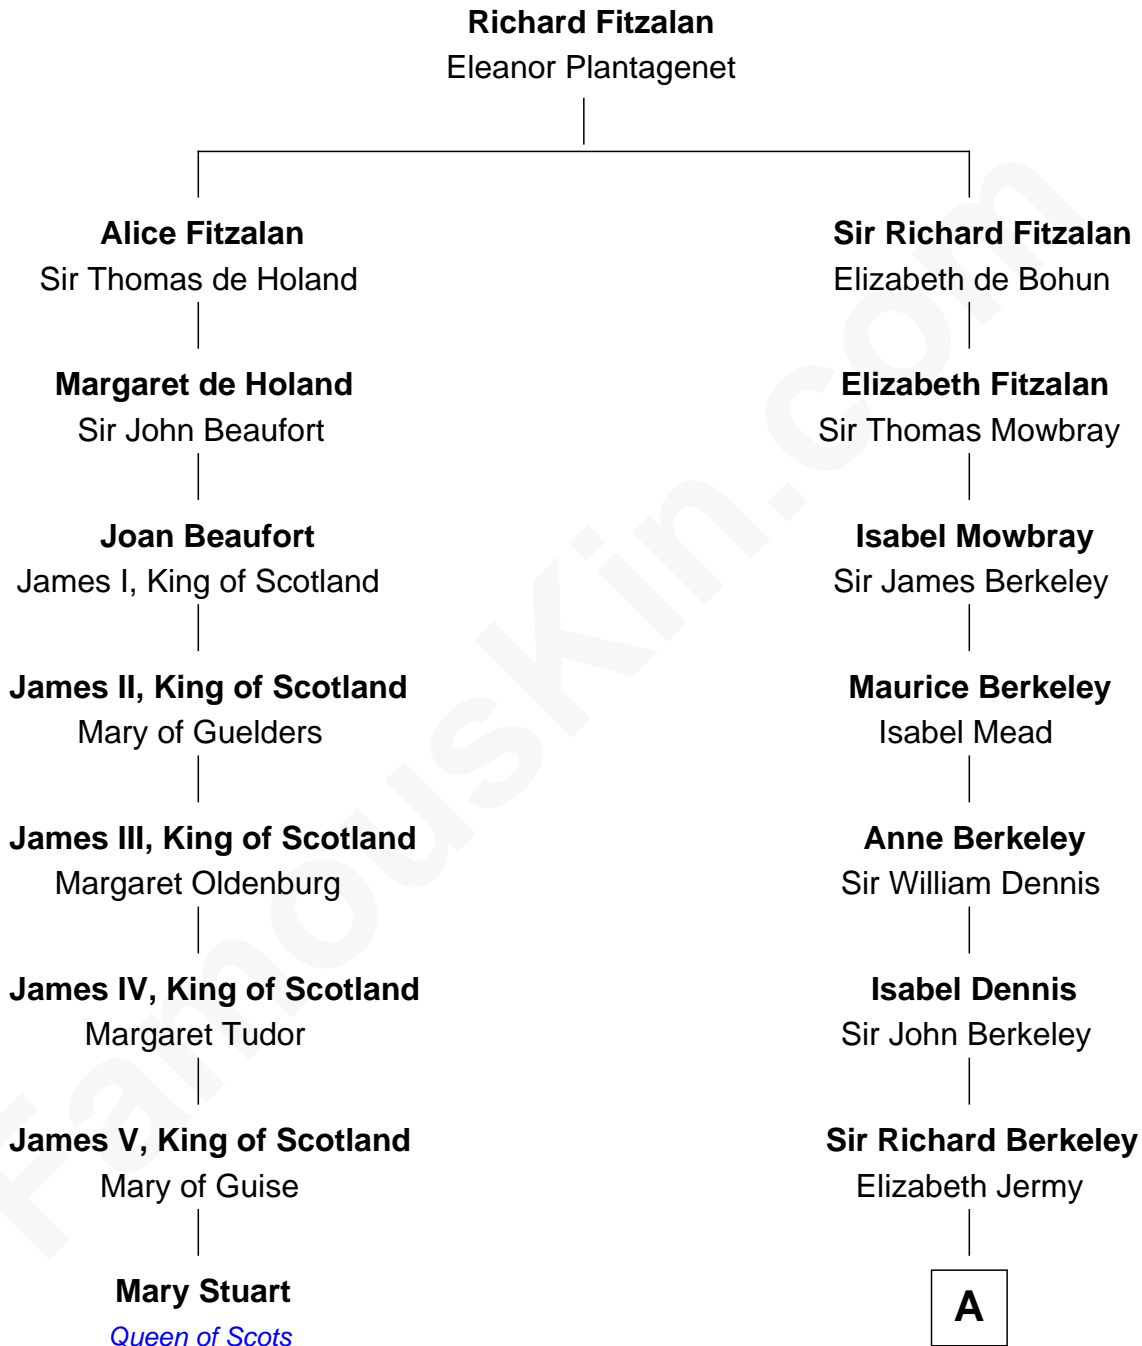 Richard Fitzalan
Eleanor Plantagenet
Alice Fitzalan
Sir Thomas de Holand
Margaret de Holand
Sir John Beaufort
Joan Beaufort
James I, King of Scotland
James II, King of Scotland
Mary of Guelders
James III, King of Scotland
Margaret Oldenburg
James IV, King of Scotland
Margaret Tudor
James V, King of Scotland
Mary of Guise
Mary Stuart
Queen of Scots
Sir Richard Fitzalan
Elizabeth de Bohun
Elizabeth Fitzalan
Sir Thomas Mowbray
Isabel Mowbray
Sir James Berkeley
Maurice Berkeley
Isabel Mead
Anne Berkeley
Sir William Dennis
Isabel Dennis
Sir John Berkeley
Sir Richard Berkeley
Elizabeth Jermy
A
FamousKin.com